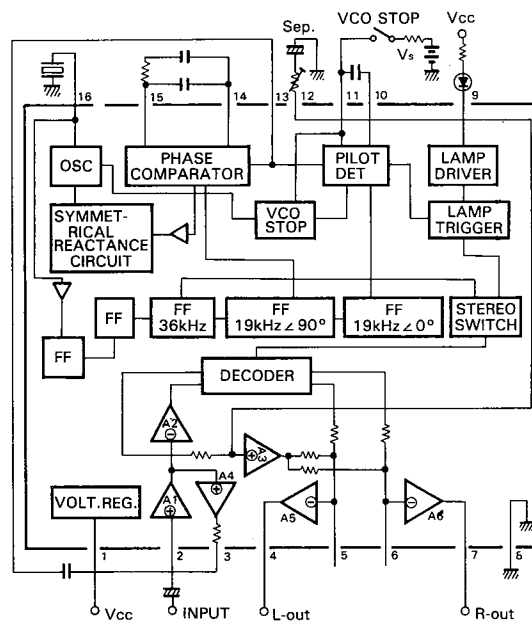 Sep.
VCO STOP
Vs
Vcc
16
15
14
13
12
11
10
9
OSC
PHASE
COMPARATOR
PILOT
DET
LAMP
DRIVER
SYMMET-
RICAL
REACTANCE
CIRCUIT
VCO
STOP
LAMP
TRIGGER
FF
FF
36kHz
FF
19kHz∠90°
FF
19kHz∠0°
STEREO
SWITCH
FF
DECODER
A2
A3
A4
VOLT.REG.
A1
A5
A6
1
2
3
4
5
6
7
8
Vcc
INPUT
L-out
R-out